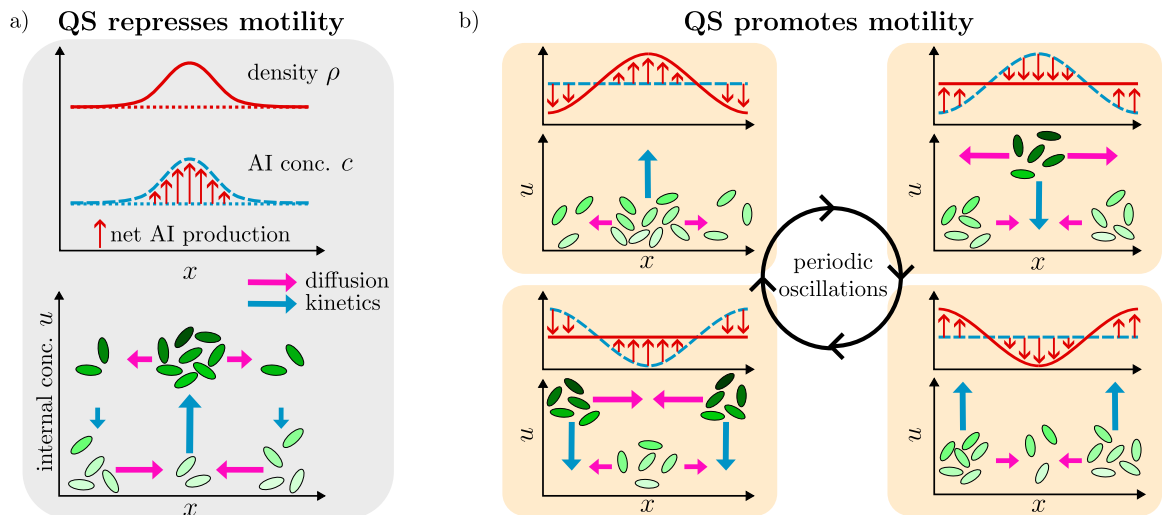 a) QS represses motility
density ρ
AI conc. c
net AI production
x
diffusion
kinetics
internal conc. u
x
b) QS promotes motility
u
x
u
x
periodic
oscillations
u
x
u
x